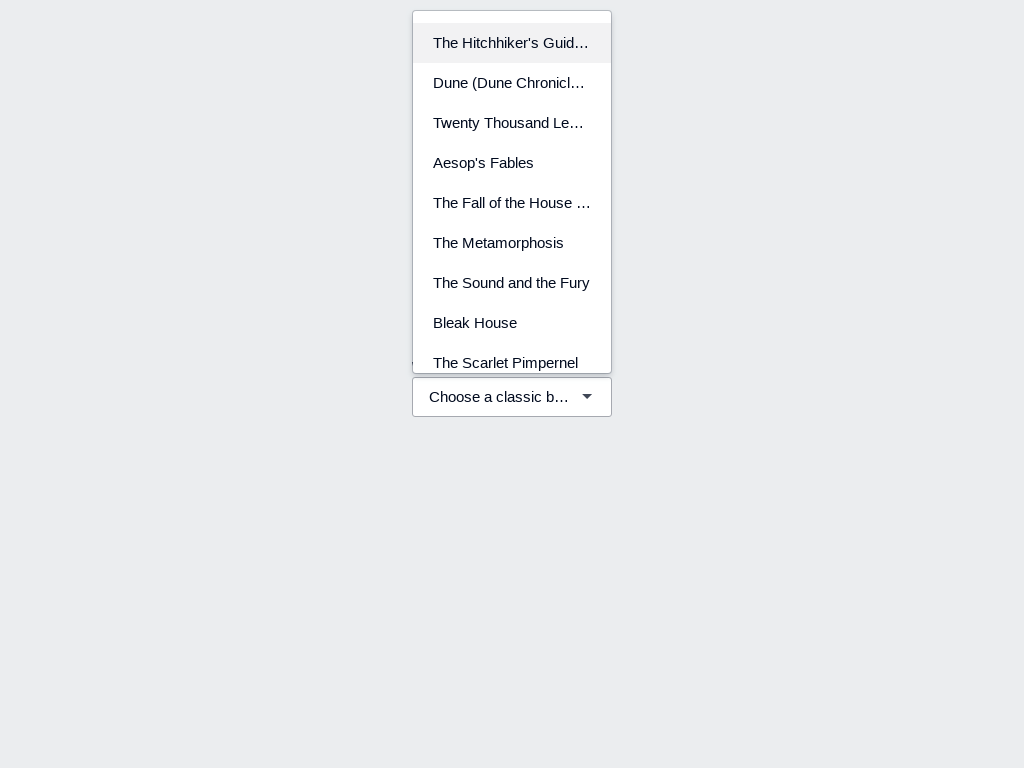 The Hitchhiker's Guid…
Dune (Dune Chronicl…
Twenty Thousand Le…
Aesop's Fables
The Fall of the House …
The Metamorphosis
The Sound and the Fury
Bleak House
The Scarlet Pimpernel
Choose a classic b…